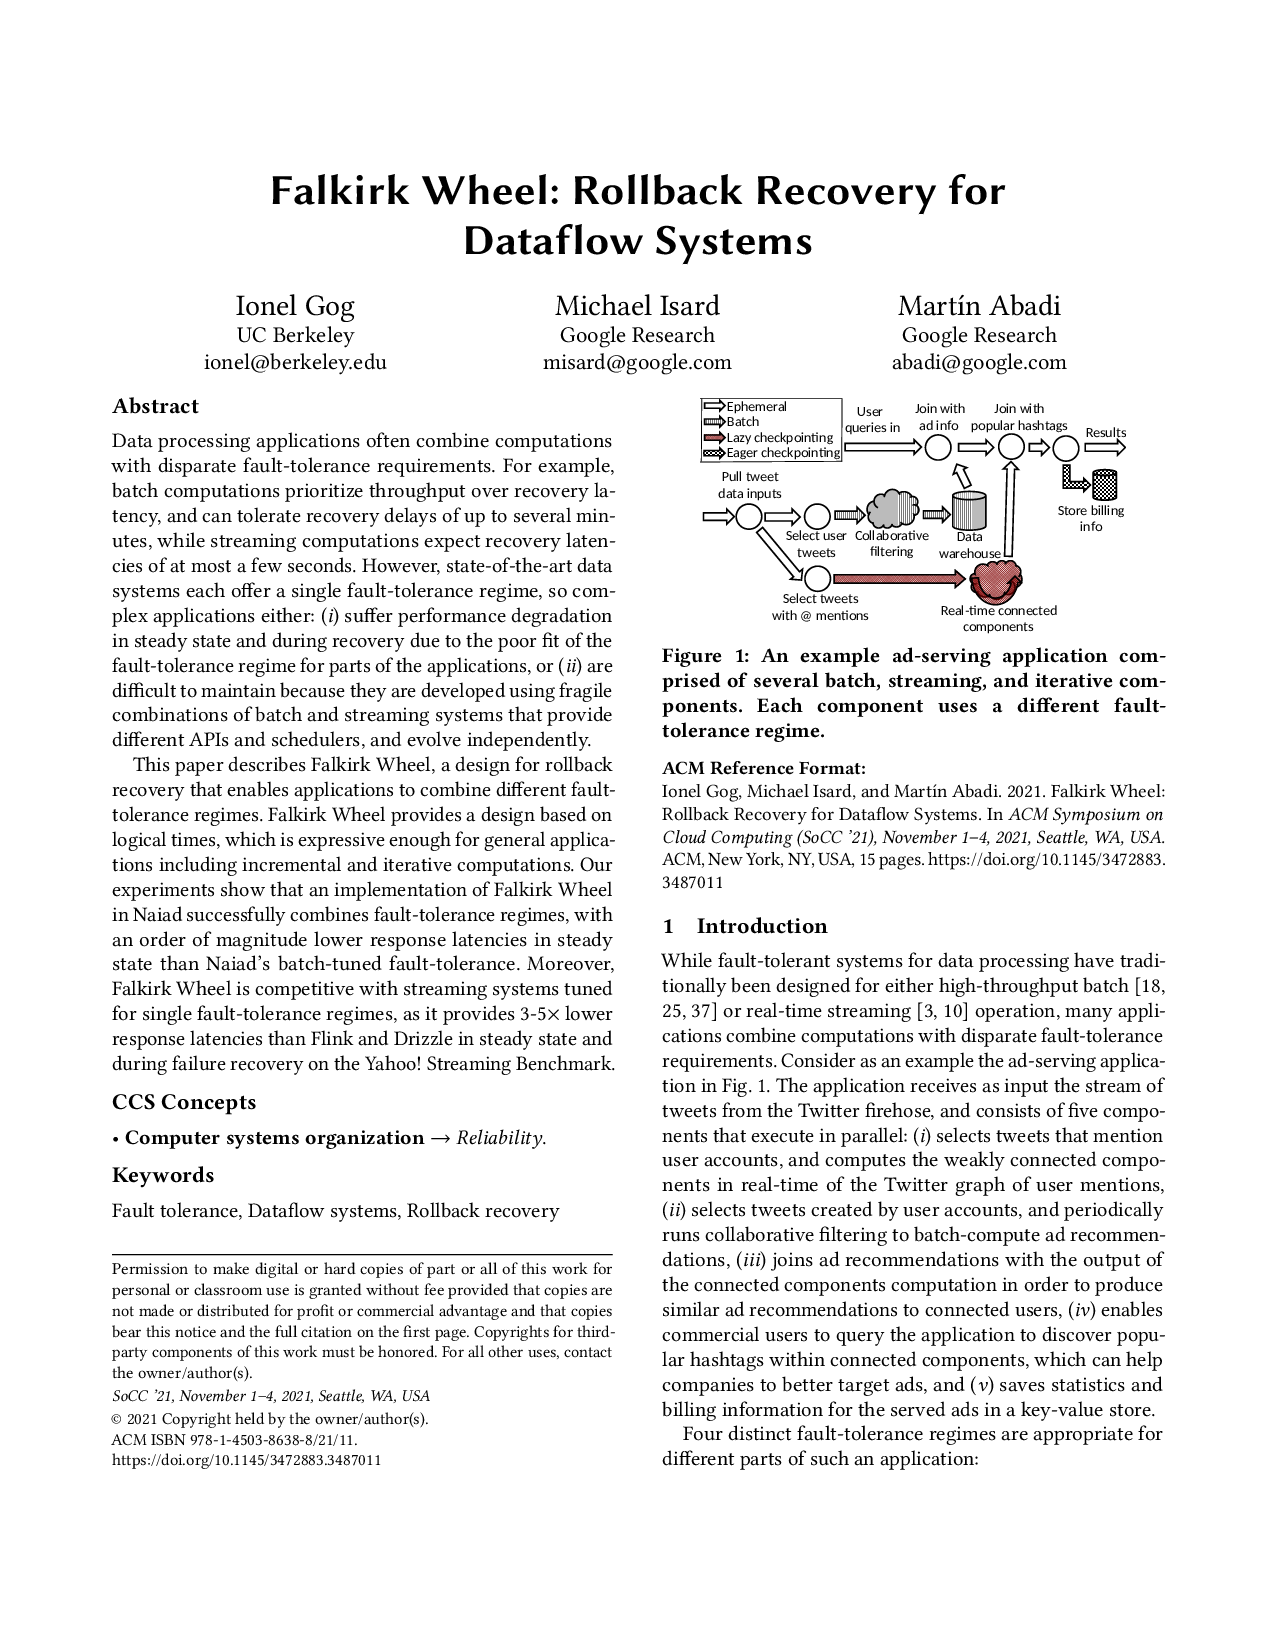 Falkirk Wheel: Rollback Recovery for
Dataflow Systems
Ionel Gog
UC Berkeley
ionel@berkeley.edu
Michael Isard
Google Research
misard@google.com
Martín Abadi
Google Research
abadi@google.com
Abstract
Data processing applications often combine computations
with disparate fault-tolerance requirements. For example,
batch computations prioritize throughput over recovery la-
tency, and can tolerate recovery delays of up to several min-
utes, while streaming computations expect recovery laten-
cies of at most a few seconds. However, state-of-the-art data
systems each offer a single fault-tolerance regime, so com-
plex applications either: (i) suffer performance degradation
in steady state and during recovery due to the poor fit of the
fault-tolerance regime for parts of the applications, or (ii) are
difficult to maintain because they are developed using fragile
combinations of batch and streaming systems that provide
different APIs and schedulers, and evolve independently.
This paper describes Falkirk Wheel, a design for rollback
recovery that enables applications to combine different fault-
tolerance regimes. Falkirk Wheel provides a design based on
logical times, which is expressive enough for general applica-
tions including incremental and iterative computations. Our
experiments show that an implementation of Falkirk Wheel
in Naiad successfully combines fault-tolerance regimes, with
an order of magnitude lower response latencies in steady
state than Naiad's batch-tuned fault-tolerance. Moreover,
Falkirk Wheel is competitive with streaming systems tuned
for single fault-tolerance regimes, as it provides 3-5× lower
response latencies than Flink and Drizzle in steady state and
during failure recovery on the Yahoo! Streaming Benchmark.
CCS Concepts
• Computer systems organization → Reliability.
Keywords
Fault tolerance, Dataflow systems, Rollback recovery
Permission to make digital or hard copies of part or all of this work for
personal or classroom use is granted without fee provided that copies are
not made or distributed for profit or commercial advantage and that copies
bear this notice and the full citation on the first page. Copyrights for third-
party components of this work must be honored. For all other uses, contact
the owner/author(s).
SoCC '21, November 1–4, 2021, Seattle, WA, USA
© 2021 Copyright held by the owner/author(s).
ACM ISBN 978-1-4503-8638-8/21/11.
https://doi.org/10.1145/3472883.3487011
Ephemeral
Batch
Lazy checkpointing
Eager checkpointing
User
queries in
Join with
ad info
Join with
popular hashtags
Results
Pull tweet
data inputs
Store billing
info
Select user
tweets
Collaborative
filtering
Data
warehouse
Select tweets
with @ mentions
Real-time connected
components
Figure 1: An example ad-serving application com-
prised of several batch, streaming, and iterative com-
ponents. Each component uses a different fault-
tolerance regime.
ACM Reference Format:
Ionel Gog, Michael Isard, and Martín Abadi. 2021. Falkirk Wheel:
Rollback Recovery for Dataflow Systems. In ACM Symposium on
Cloud Computing (SoCC '21), November 1–4, 2021, Seattle, WA, USA.
ACM, New York, NY, USA, 15 pages. https://doi.org/10.1145/3472883.
3487011
1 Introduction
While fault-tolerant systems for data processing have tradi-
tionally been designed for either high-throughput batch [18,
25, 37] or real-time streaming [3, 10] operation, many appli-
cations combine computations with disparate fault-tolerance
requirements. Consider as an example the ad-serving applica-
tion in Fig. 1. The application receives as input the stream of
tweets from the Twitter firehose, and consists of five compo-
nents that execute in parallel: (i) selects tweets that mention
user accounts, and computes the weakly connected compo-
nents in real-time of the Twitter graph of user mentions,
(ii) selects tweets created by user accounts, and periodically
runs collaborative filtering to batch-compute ad recommen-
dations, (iii) joins ad recommendations with the output of
the connected components computation in order to produce
similar ad recommendations to connected users, (iv) enables
commercial users to query the application to discover popu-
lar hashtags within connected components, which can help
companies to better target ads, and (v) saves statistics and
billing information for the served ads in a key-value store.
Four distinct fault-tolerance regimes are appropriate for
different parts of such an application: